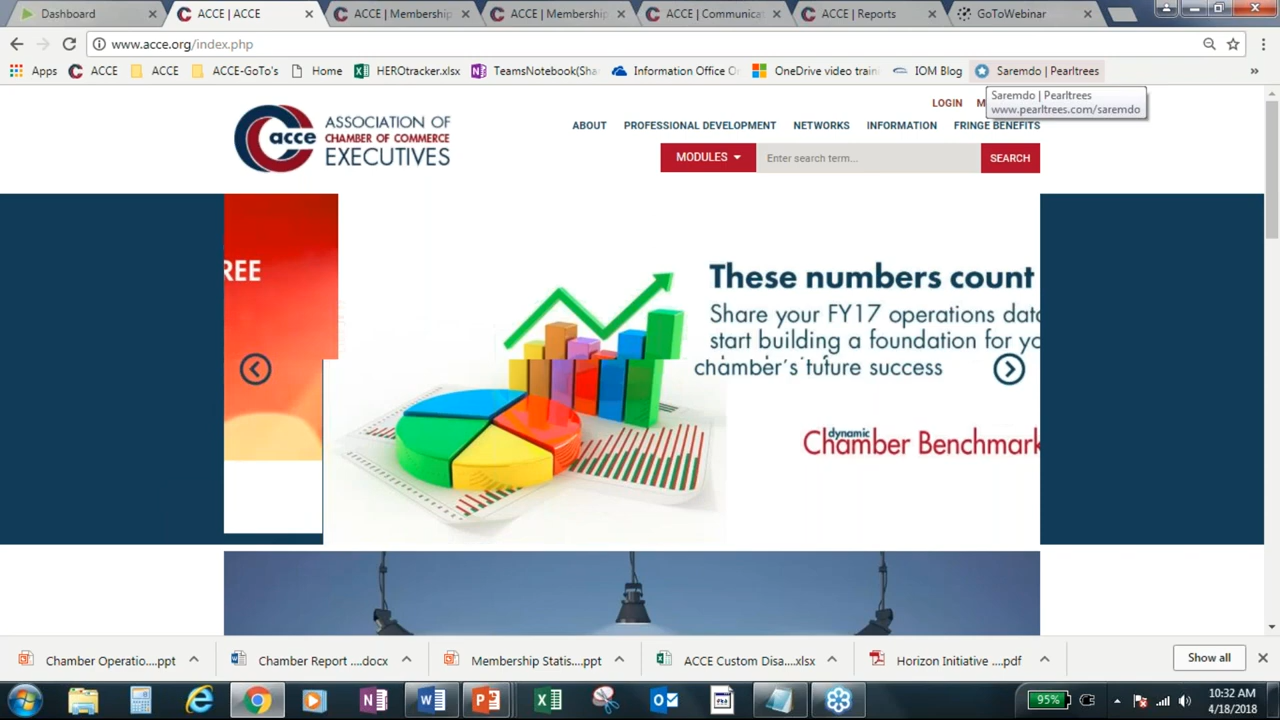 Dashboard
ACCE | ACCE
ACCE | Membership
ACCE | Membership
ACCE | Communicat
ACCE | Reports
GoToWebinar
www.acce.org/index.php
Apps
ACCE
ACCE
ACCE-GoTo's
Home
HEROtracker.xlsx
TeamsNotebook(Sha
Information Office O
OneDrive video train
IOM Blog
Saremdo | Pearltrees
»
Saremdo | Pearltrees
www.pearltrees.com/saremdo
LOGIN
acce
ASSOCIATION OF
CHAMBER OF COMMERCE
EXECUTIVES
ABOUT
PROFESSIONAL DEVELOPMENT
NETWORKS
INFORMATION
FRINGE BENEFITS
MODULES
Enter search term...
SEARCH
REE
These numbers count
Share your FY17 operations data
start building a foundation for yo
chamber's future success
dynamic
Chamber Benchmark
Chamber Operatio....ppt
Chamber Report ....docx
Membership Statis....ppt
ACCE Custom Disa....xlsx
Horizon Initiative ....pdf
Show all
95%
10:32 AM
4/18/2018